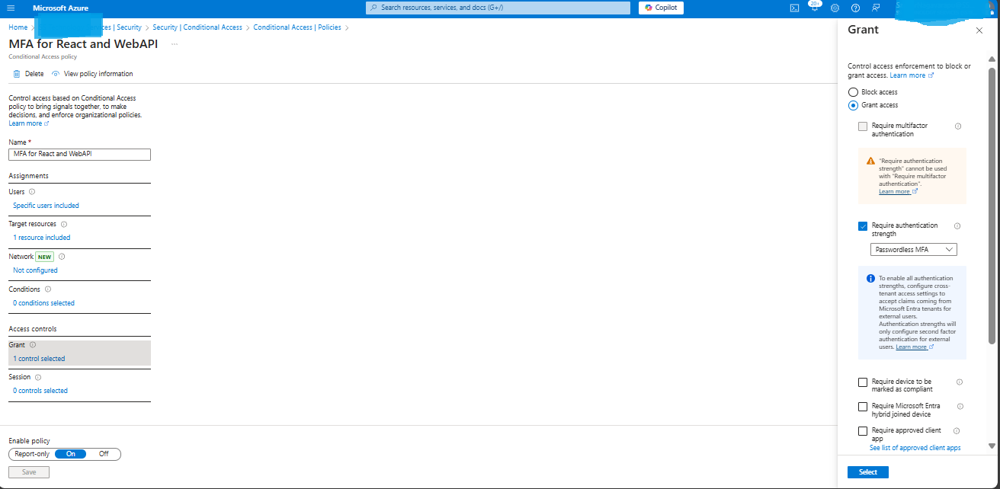 Microsoft Azure
Search resources, services, and docs (G+/)
Copilot
20+
Home > ces | Security > Security | Conditional Access > Conditional Access | Policies >
MFA for React and WebAPI ...
Conditional Access policy
Delete View policy information
Control access based on Conditional Access
policy to bring signals together, to make
decisions, and enforce organizational policies.
Learn more
Name *
MFA for React and WebAPI
Assignments
Users
Specific users included
Target resources
1 resource included
Network NEW
Not configured
Conditions
0 conditions selected
Access controls
Grant
1 control selected
Session
0 controls selected
Enable policy
Report-only On Off
Save
Grant
Control access enforcement to block or
grant access. Learn more
Block access
Grant access
Require multifactor
authentication
"Require authentication
strength" cannot be used
with "Require multifactor
authentication".
Learn more
Require authentication
strength
Passwordless MFA
To enable all authentication
strengths, configure cross-
tenant access settings to
accept claims coming from
Microsoft Entra tenants for
external users.
Authentication strengths will
only configure second factor
authentication for external
users. Learn more
Require device to be
marked as compliant
Require Microsoft Entra
hybrid joined device
Require approved client
app
See list of approved client apps
Select